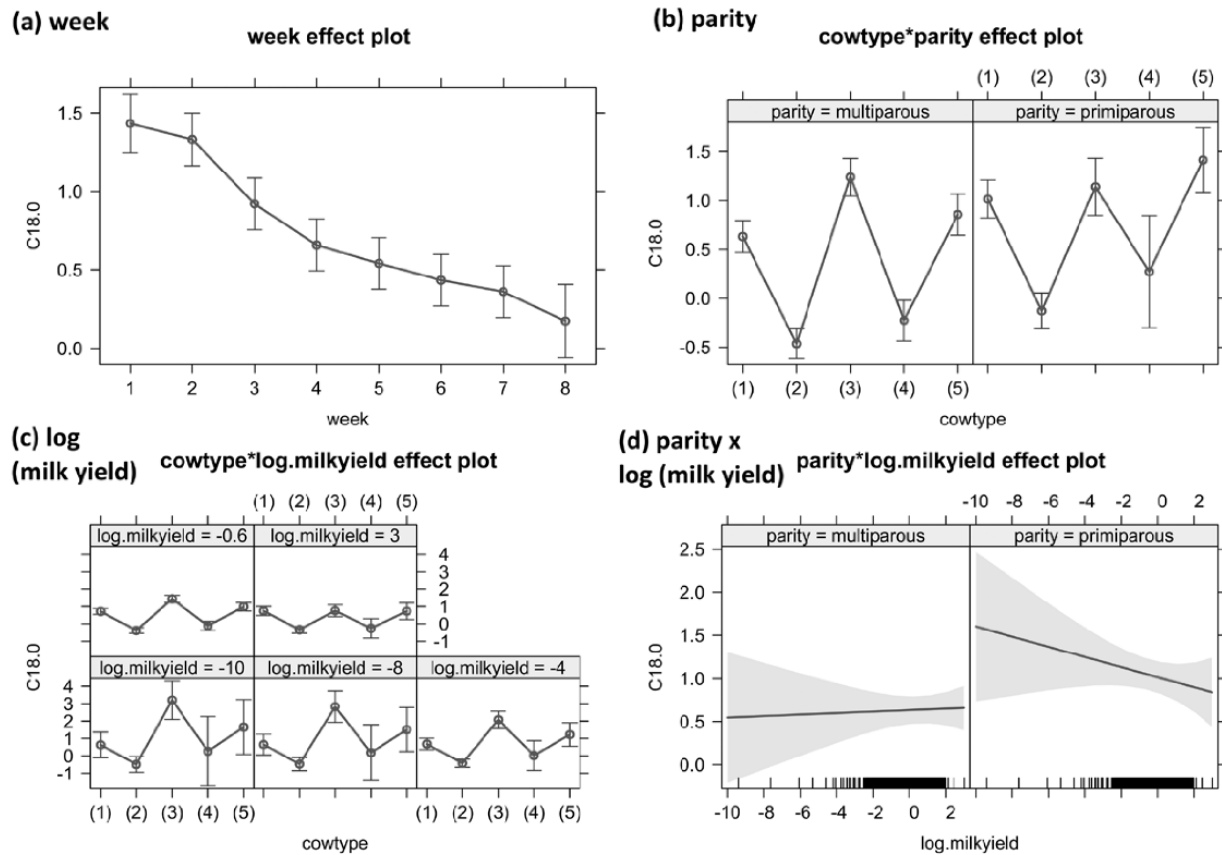 (a) week
week effect plot
1.5
1.0
0.5
0.0
C18.0
1 2 3 4 5 6 7 8
week
(b) parity
cowtype*parity effect plot
(1) (2) (3) (4) (5)
parity = multiparous parity = primiparous
1.5
1.0
0.5
0.0
-0.5
C18.0
(1) (2) (3) (4) (5)
cowtype
(c) log
(milk yield)
cowtype*log.milkyield effect plot
(1) (2) (3) (4) (5)
log.milkyield = -0.6 log.milkyield = 3
4
3
2
1
0
-1
log.milkyield = -10 log.milkyield = -8 log.milkyield = -4
4
3
2
1
0
-1
C18.0
(1) (2) (3) (4) (5) (1) (2) (3) (4) (5)
cowtype
(d) parity x
log (milk yield)
parity*log.milkyield effect plot
-10 -8 -6 -4 -2 0 2
parity = multiparous parity = primiparous
2.5
2.0
1.5
1.0
0.5
0.0
C18.0
-10 -8 -6 -4 -2 0 2
log.milkyield